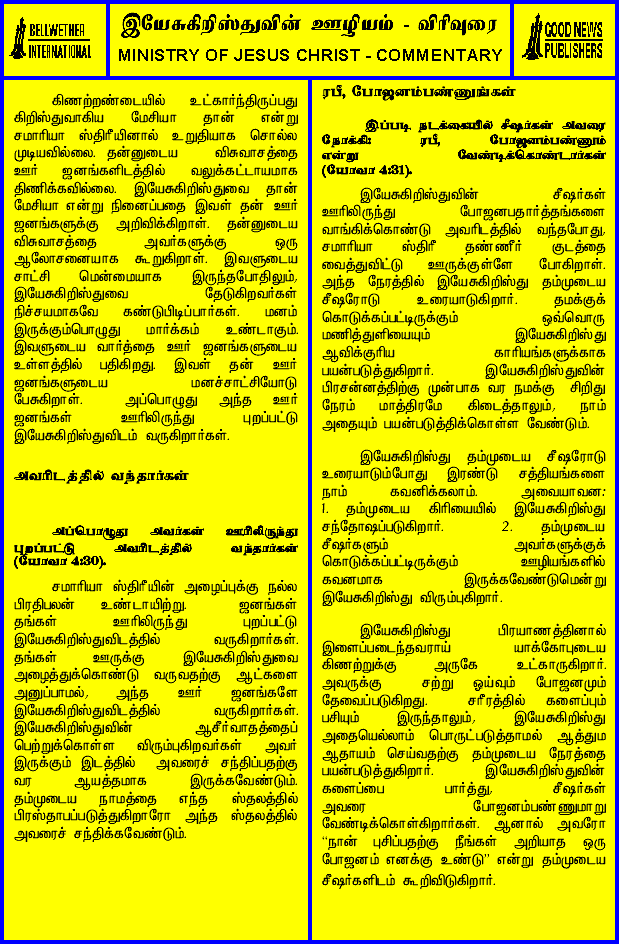 BELLWETHER
INTERNATIONAL
இயேசுகிறிஸ்துவின் ஊழியம் - விரிவுரை
MINISTRY OF JESUS CHRIST - COMMENTARY
GOOD NEWS
PUBLISHERS
கிணற்றண்டையில் உட்கார்ந்திருப்பது
கிறிஸ்துவாகிய மேசியா தான் என்று
சமாரியா ஸ்திரீயினால் உறுதியாக சொல்ல
முடியவில்லை. தன்னுடைய விசுவாசத்தை
ஊர் ஜனங்களிடத்தில் வலுக்கட்டாயமாக
திணிக்கவில்லை. இயேசுகிறிஸ்துவை தான்
மேசியா என்று நினைப்பதை இவள் தன் ஊர்
ஜனங்களுக்கு அறிவிக்கிறாள். தன்னுடைய
விசுவாசத்தை அவர்களுக்கு ஒரு
ஆலோசனையாக கூறுகிறாள். இவளுடைய
சாட்சி மென்மையாக இருந்தபோதிலும்,
இயேசுகிறிஸ்துவை தேடுகிறவர்கள்
நிச்சயமாகவே கண்டுபிடிப்பார்கள். மனம்
இருக்கும்பொழுது மார்க்கம் உண்டாகும்.
இவளுடைய வார்த்தை ஊர் ஜனங்களுடைய
உள்ளத்தில் பதிகிறது. இவள் தன் ஊர்
ஜனங்களுடைய மனச்சாட்சியோடு
பேசுகிறாள். அப்பொழுது அந்த ஊர்
ஜனங்கள் ஊரிலிருந்து புறப்பட்டு
இயேசுகிறிஸ்துவிடம் வருகிறார்கள்.
அவரிடத்தில் வந்தார்கள்
அப்பொழுது அவர்கள் ஊரிலிருந்து
புறப்பட்டு அவரிடத்தில் வந்தார்கள்
(யோவா 4:30).
சமாரியா ஸ்திரீயின் அழைப்புக்கு நல்ல
பிரதிபலன் உண்டாயிற்று. ஜனங்கள்
தங்கள் ஊரிலிருந்து புறப்பட்டு
இயேசுகிறிஸ்துவிடத்தில் வருகிறார்கள்.
தங்கள் ஊருக்கு இயேசுகிறிஸ்துவை
அழைத்துக்கொண்டு வருவதற்கு ஆட்களை
அனுப்பாமல், அந்த ஊர் ஜனங்களே
இயேசுகிறிஸ்துவிடத்தில் வருகிறார்கள்.
இயேசுகிறிஸ்துவின் ஆசீர்வாதத்தைப்
பெற்றுக்கொள்ள விரும்புகிறவர்கள் அவர்
இருக்கும் இடத்தில் அவரைச் சந்திப்பதற்கு
வர ஆயத்தமாக இருக்கவேண்டும்.
தம்முடைய நாமத்தை எந்த ஸ்தலத்தில்
பிரஸ்தாபப்படுத்துகிறாரோ அந்த ஸ்தலத்தில்
அவரைச் சந்திக்கவேண்டும்.
ரபீ, போஜனம்பண்ணுங்கள்
இப்படி நடக்கையில் சீஷர்கள் அவரை
நோக்கி: ரபீ, போஜனம்பண்ணும்
என்று வேண்டிக்கொண்டார்கள்
(யோவா 4:31).
இயேசுகிறிஸ்துவின் சீஷர்கள்
ஊரிலிருந்து போஜனபதார்த்தங்களை
வாங்கிக்கொண்டு அவரிடத்தில் வந்தபோது,
சமாரியா ஸ்திரீ தண்ணீர் குடத்தை
வைத்துவிட்டு ஊருக்குள்ளே போகிறாள்.
அந்த நேரத்தில் இயேசுகிறிஸ்து தம்முடைய
சீஷரோடு உரையாடுகிறார். தமக்குக்
கொடுக்கப்பட்டிருக்கும் ஒவ்வொரு
மணித்துளியையும் இயேசுகிறிஸ்து
ஆவிக்குரிய காரியங்களுக்காக
பயன்படுத்துகிறார். இயேசுகிறிஸ்துவின்
பிரசன்னத்திற்கு முன்பாக வர நமக்கு சிறிது
நேரம் மாத்திரமே கிடைத்தாலும், நாம்
அதையும் பயன்படுத்திக்கொள்ள வேண்டும்.
இயேசுகிறிஸ்து தம்முடைய சீஷரோடு
உரையாடும்போது இரண்டு சத்தியங்களை
நாம் கவனிக்கலாம். அவையாவன:
1. தம்முடைய கிரியையில் இயேசுகிறிஸ்து
சந்தோஷப்படுகிறார். 2. தம்முடைய
சீஷர்களும் அவர்களுக்குக்
கொடுக்கப்பட்டிருக்கும் ஊழியங்களில்
கவனமாக இருக்கவேண்டுமென்று
இயேசுகிறிஸ்து விரும்புகிறார்.
இயேசுகிறிஸ்து பிரயாணத்தினால்
இளைப்படைந்தவராய் யாக்கோபுடைய
கிணற்றுக்கு அருகே உட்காருகிறார்.
அவருக்கு சற்று ஓய்வும் போஜனமும்
தேவைப்படுகிறது. சரீரத்தில் களைப்பும்
பசியும் இருந்தாலும், இயேசுகிறிஸ்து
அதையெல்லாம் பொருட்படுத்தாமல் ஆத்தும
ஆதாயம் செய்வதற்கு தம்முடைய நேரத்தை
பயன்படுத்துகிறார். இயேசுகிறிஸ்துவின்
களைப்பை பார்த்து, சீஷர்கள்
அவரை போஜனம்பண்ணுமாறு
வேண்டிக்கொள்கிறார்கள். ஆனால் அவரோ
“நான் புசிப்பதற்கு நீங்கள் அறியாத ஒரு
போஜனம் எனக்கு உண்டு” என்று தம்முடைய
சீஷர்களிடம் கூறிவிடுகிறார்.